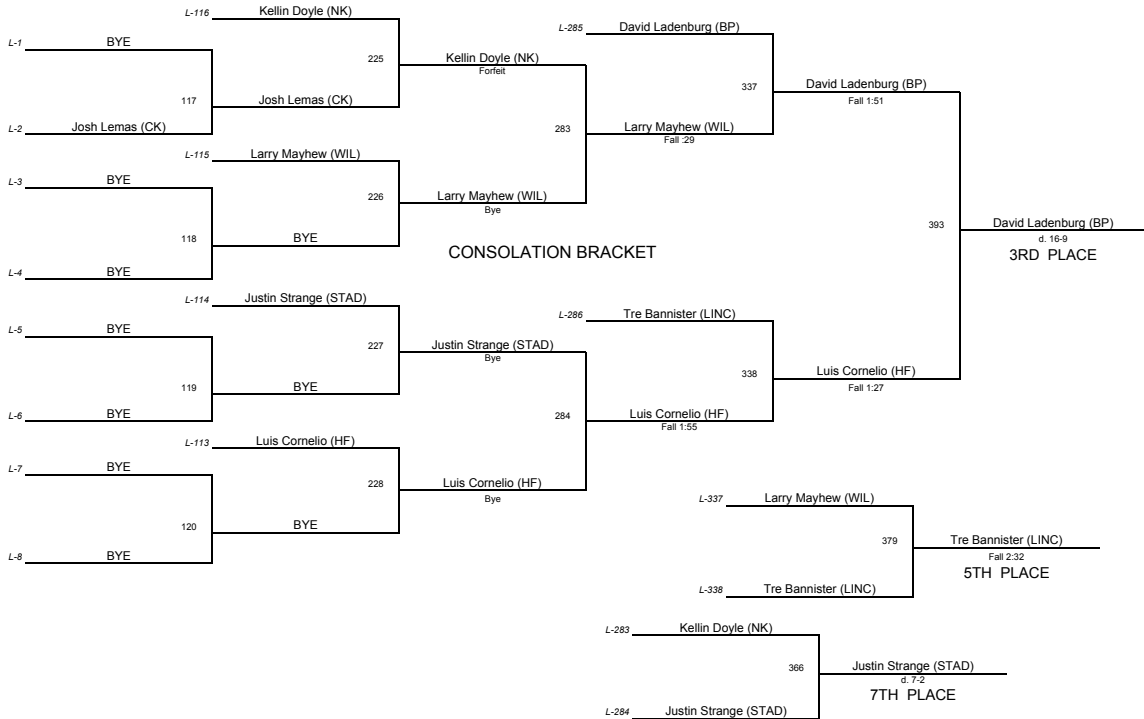 L-116 Kellin Doyle (NK)
L-285 David Ladenburg (BP)
L-1 BYE
225 Kellin Doyle (NK)
Forfeit
337 David Ladenburg (BP)
Fall 1:51
117 Josh Lemas (CK)
L-2 Josh Lemas (CK)
283 Larry Mayhew (WIL)
Fall :29
L-115 Larry Mayhew (WIL)
L-3 BYE
226 Larry Mayhew (WIL)
Bye
118 BYE
393 David Ladenburg (BP)
d. 16-9
3RD PLACE
CONSOLATION BRACKET
L-4 BYE
L-114 Justin Strange (STAD)
L-286 Tre Bannister (LINC)
L-5 BYE
227 Justin Strange (STAD)
Bye
338 Luis Cornelio (HF)
Fall 1:27
119 BYE
L-6 BYE
284 Luis Cornelio (HF)
Fall 1:55
L-113 Luis Cornelio (HF)
L-7 BYE
228 Luis Cornelio (HF)
Bye
L-337 Larry Mayhew (WIL)
120 BYE
379 Tre Bannister (LINC)
Fall 2:32
5TH PLACE
L-8 BYE
L-338 Tre Bannister (LINC)
L-283 Kellin Doyle (NK)
366 Justin Strange (STAD)
d. 7-2
7TH PLACE
L-284 Justin Strange (STAD)